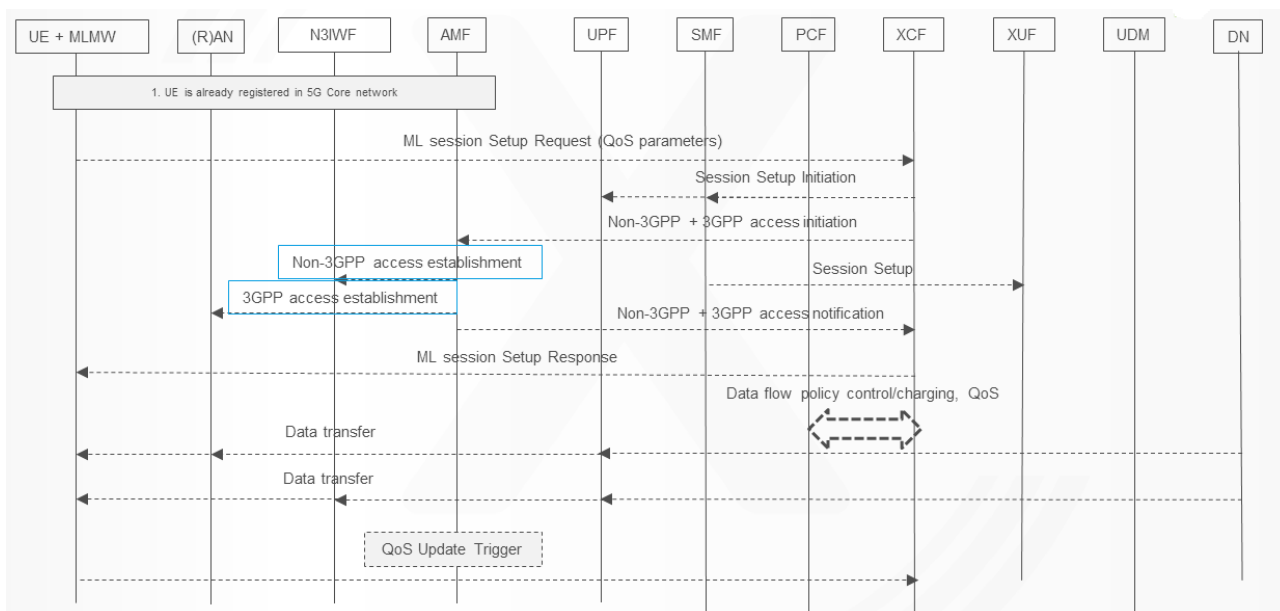 UE + MLMW
(R)AN
N3IWF
AMF
UPF
SMF
PCF
XCF
XUF
UDM
DN
1. UE is already registered in 5G Core network
ML session Setup Request (QoS parameters)
Session Setup Initiation
Non-3GPP + 3GPP access initiation
Non-3GPP access establishment
Session Setup
3GPP access establishment
Non-3GPP + 3GPP access notification
ML session Setup Response
Data flow policy control/charging, QoS
Data transfer
Data transfer
QoS Update Trigger